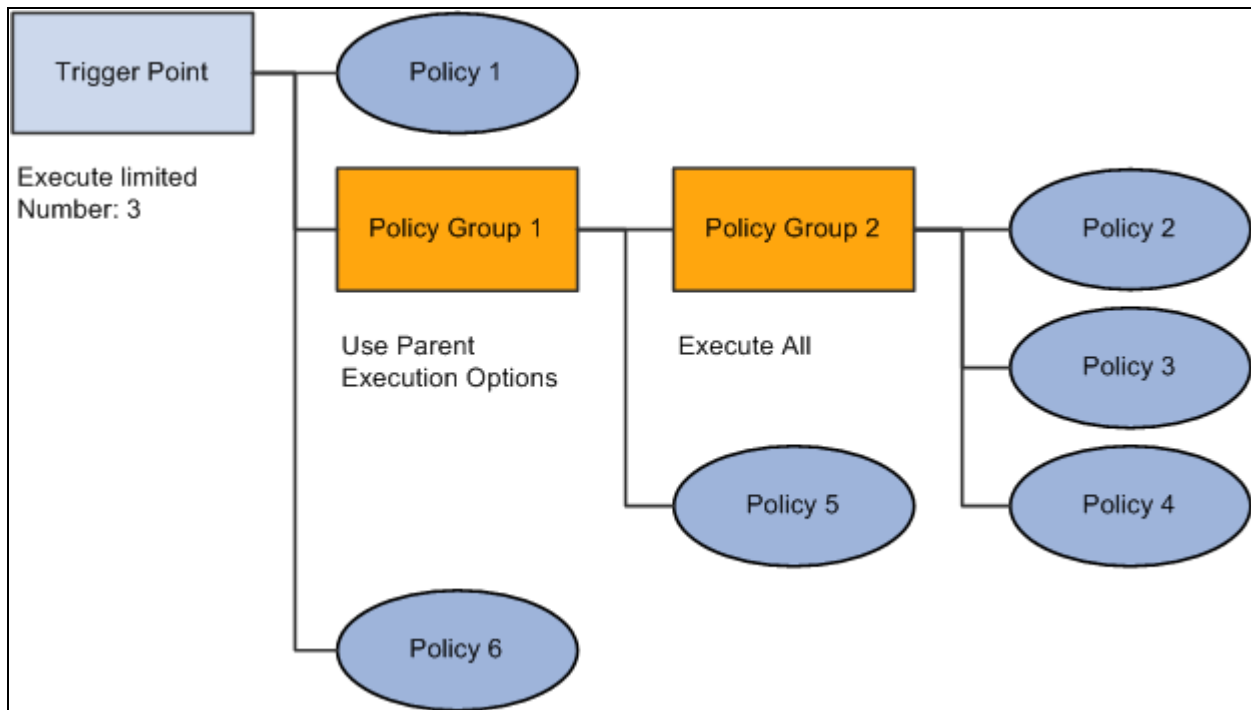 Trigger Point
Policy 1
Execute limited
Number: 3
Policy Group 1
Policy Group 2
Policy 2
Use Parent
Execution Options
Execute All
Policy 3
Policy 5
Policy 4
Policy 6